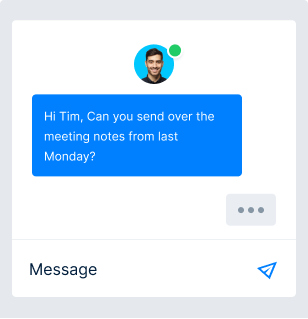 Hi Tim, Can you send over the
meeting notes from last
Monday?
Message